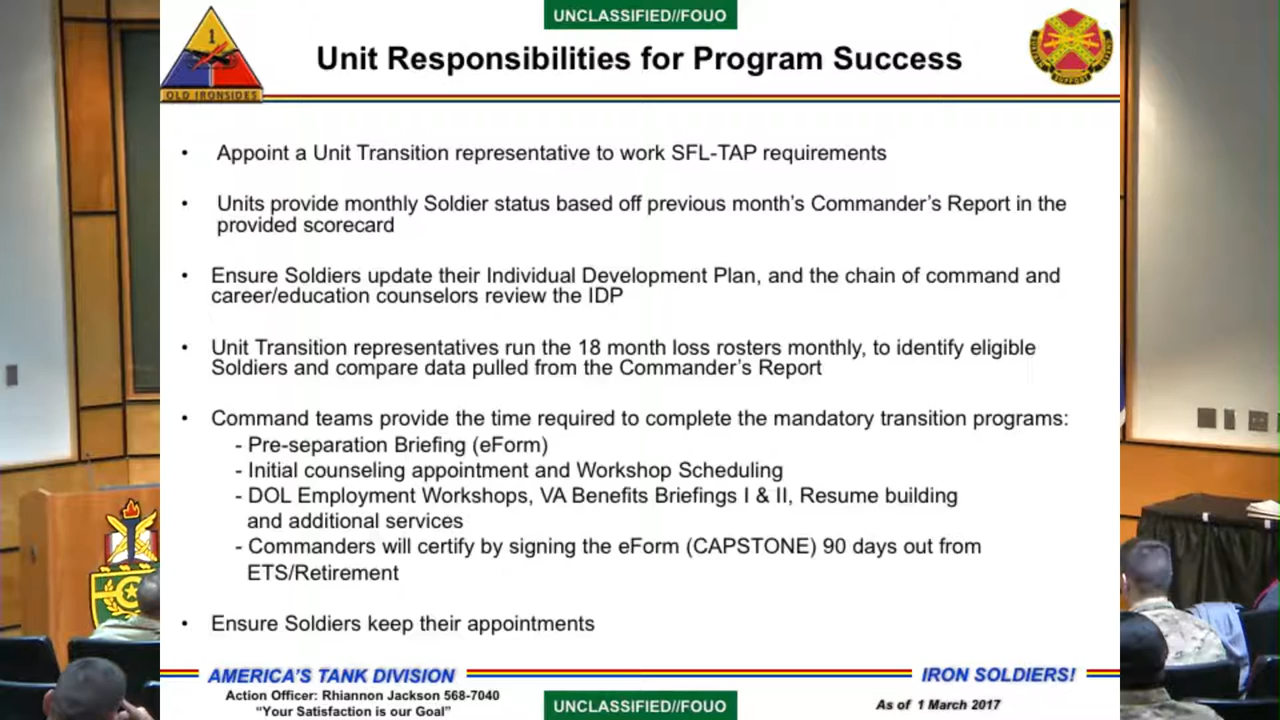 UNCLASSIFIED//FOUO
1
OLD IRONSIDES
Unit Responsibilities for Program Success
SUPPORT
• Appoint a Unit Transition representative to work SFL-TAP requirements
• Units provide monthly Soldier status based off previous month's Commander's Report in the
provided scorecard
• Ensure Soldiers update their Individual Development Plan, and the chain of command and
career/education counselors review the IDP
• Unit Transition representatives run the 18 month loss rosters monthly, to identify eligible
Soldiers and compare data pulled from the Commander's Report
• Command teams provide the time required to complete the mandatory transition programs:
- Pre-separation Briefing (eForm)
- Initial counseling appointment and Workshop Scheduling
- DOL Employment Workshops, VA Benefits Briefings I & II, Resume building
and additional services
- Commanders will certify by signing the eForm (CAPSTONE) 90 days out from
ETS/Retirement
• Ensure Soldiers keep their appointments
AMERICA'S TANK DIVISION
IRON SOLDIERS!
Action Officer: Rhiannon Jackson 568-7040
"Your Satisfaction is our Goal"
UNCLASSIFIED//FOUO
As of 1 March 2017